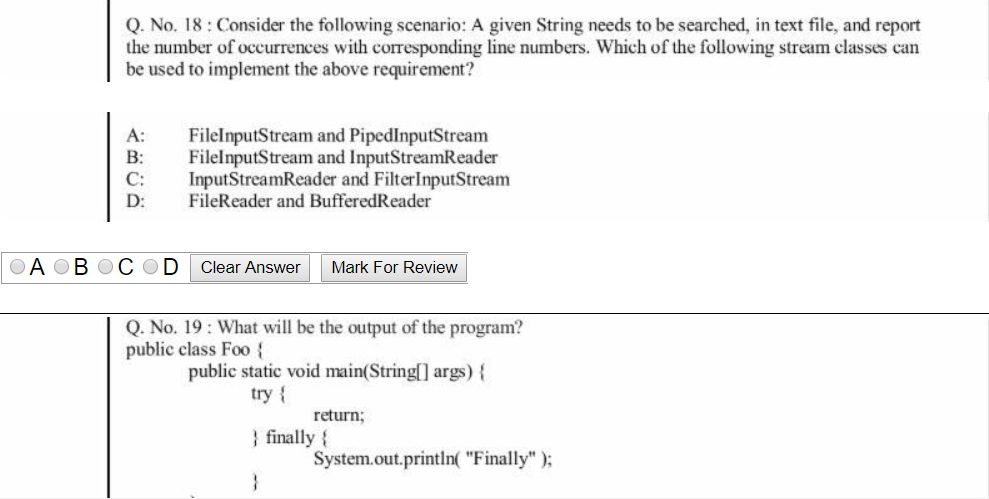 Q. No. 18 : Consider the following scenario: A given String needs to be searched, in text file, and report
the number of occurrences with corresponding line numbers. Which of the following stream classes can
be used to implement the above requirement?
A: FileInputStream and PipedInputStream
B: FileInputStream and InputStreamReader
C: InputStreamReader and FilterInputStream
D: FileReader and BufferedReader
A B C D Clear Answer Mark For Review
Q. No. 19 : What will be the output of the program?
public class Foo {
public static void main(String[] args) {
try {
return;
} finally {
System.out.println( "Finally" );
}